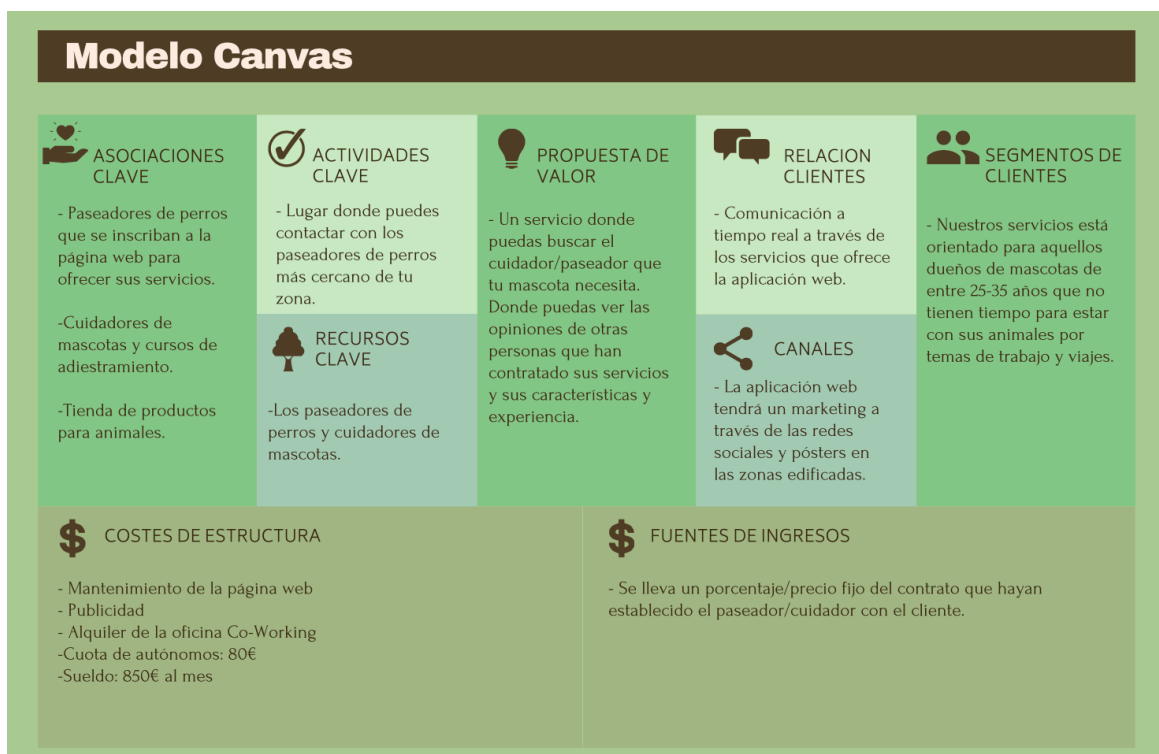 Modelo Canvas
ASOCIACIONES
CLAVE
- Paseadores de perros
que se inscriban a la
página web para
ofrecer sus servicios.
-Cuidadores de
mascotas y cursos de
adiestramiento.
-Tienda de productos
para animales.
ACTIVIDADES
CLAVE
- Lugar donde puedes
contactar con los
paseadores de perros
más cercano de tu
zona.
RECURSOS
CLAVE
-Los paseadores de
perros y cuidadores de
mascotas.
PROPUESTA DE
VALOR
- Un servicio donde
puedas buscar el
cuidador/paseador que
tu mascota necesita.
Donde puedas ver las
opiniones de otras
personas que han
contratado sus servicios
y sus características y
experiencia.
RELACION
CLIENTES
- Comunicación a
tiempo real a través de
los servicios que ofrece
la aplicación web.
CANALES
- La aplicación web
tendrá un marketing a
través de las redes
sociales y pósters en
las zonas edificadas.
SEGMENTOS DE
CLIENTES
- Nuestros servicios está
orientado para aquellos
dueños de mascotas de
entre 25-35 años que no
tienen tiempo para estar
con sus animales por
temas de trabajo y viajes.
$ COSTES DE ESTRUCTURA
- Mantenimiento de la página web
- Publicidad
- Alquiler de la oficina Co-Working
-Cuota de autónomos: 80€
-Sueldo: 850€ al mes
$ FUENTES DE INGRESOS
- Se lleva un porcentaje/precio fijo del contrato que hayan
establecido el paseador/cuidador con el cliente.